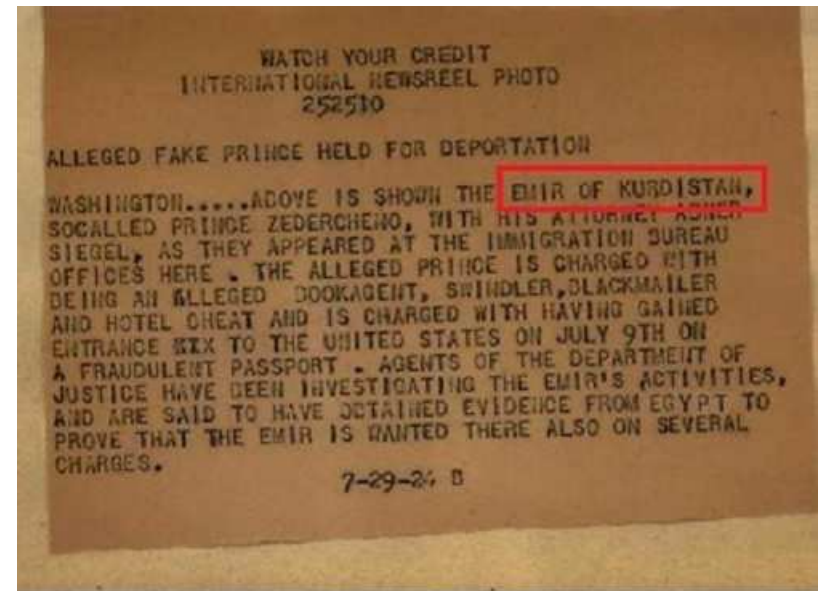 WATCH YOUR CREDIT
INTERNATIONAL NEWSREEL PHOTO
252510
ALLEGED FAKE PRINCE HELD FOR DEPORTATION
WASHINGTON.....ABOVE IS SHOWN THE EMIR OF KURDISTAN,
SOCALLED PRINCE ZEDERCHENO, WITH HIS ATTORNEY ABNER
SIEGEL, AS THEY APPEARED AT THE IMMIGRATION BUREAU
OFFICES HERE . THE ALLEGED PRINCE IS CHARGED WITH
BEING AN ALLEGED BOOKAGENT, SWINDLER,BLACKMAILER
AND HOTEL CHEAT AND IS CHARGED WITH HAVING GAINED
ENTRANCE XIX TO THE UNITED STATES ON JULY 9TH ON
A FRAUDULENT PASSPORT . AGENTS OF THE DEPARTMENT OF
JUSTICE HAVE BEEN INVESTIGATING THE EMIR'S ACTIVITIES,
AND ARE SAID TO HAVE OBTAINED EVIDENCE FROM EGYPT TO
PROVE THAT THE EMIR IS WANTED THERE ALSO ON SEVERAL
CHARGES.
7-29-24 B